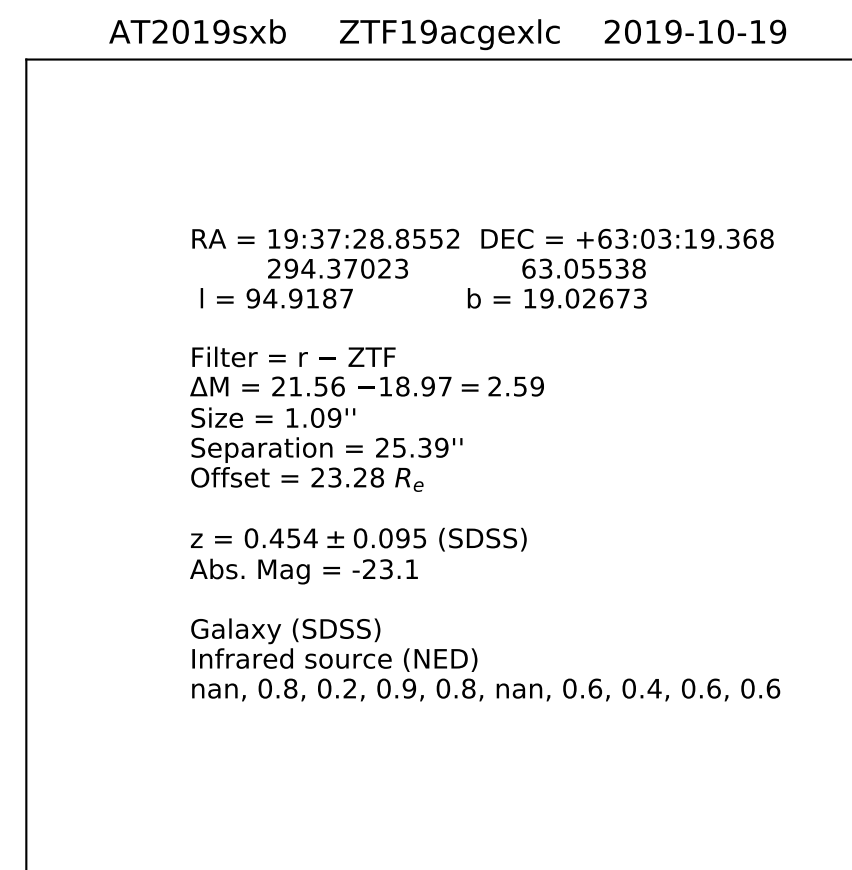 AT2019sxb ZTF19acgexlc 2019-10-19
RA = 19:37:28.8552 DEC = +63:03:19.368
294.37023 63.05538
l = 94.9187 b = 19.02673
Filter = r − ZTF
ΔM = 21.56 −18.97 = 2.59
Size = 1.09''
Separation = 25.39''
Offset = 23.28 Rₑ
z = 0.454 ± 0.095 (SDSS)
Abs. Mag = -23.1
Galaxy (SDSS)
Infrared source (NED)
nan, 0.8, 0.2, 0.9, 0.8, nan, 0.6, 0.4, 0.6, 0.6